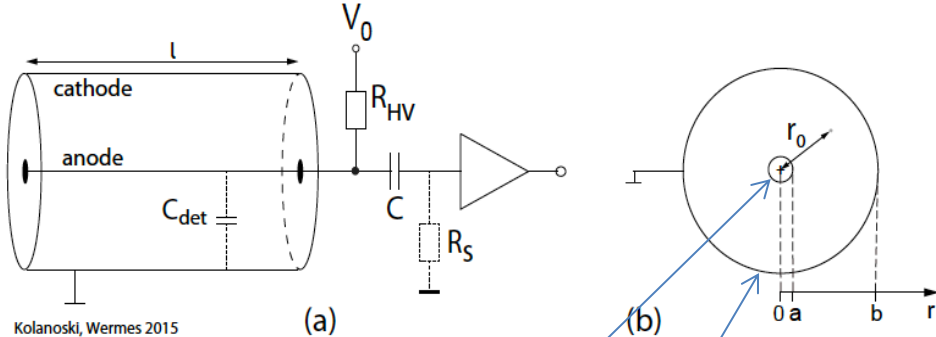 l
V0
cathode
RHV
anode
r0
Cdet
C
RS
Kolanoski, Wermes 2015
(a)
(b)
0 a b r